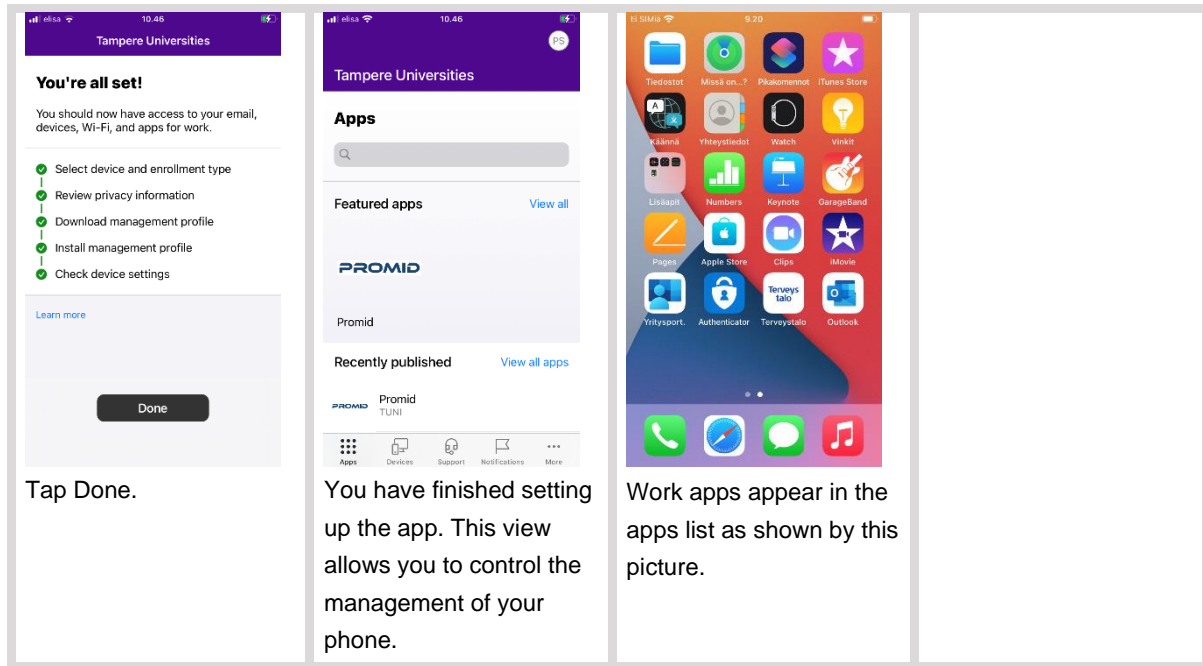 elisa 10.46
Tampere Universities
You're all set!
You should now have access to your email,
devices, Wi-Fi, and apps for work.
Select device and enrollment type
Review privacy information
Download management profile
Install management profile
Check device settings
Learn more
Done
Tap Done.
elisa 10.46
PS
Tampere Universities
Apps
Featured apps View all
PROMID
Promid
Recently published View all apps
PROMID Promid
TUNI
Apps Devices Support Notifications More
You have finished setting
up the app. This view
allows you to control the
management of your
phone.
Ei SIMiä 9.20
Tiedostot Missä on...? Pikakomennot iTunes Store
Käännä Yhteystiedot Watch Vinkit
Lisäapit Numbers Keynote GarageBand
Pages Apple Store Clips iMovie
Terveys
talo
Yritysport. Authenticator Terveystalo Outlook
Work apps appear in the
apps list as shown by this
picture.